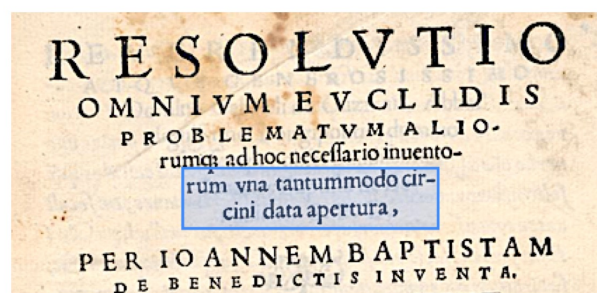 RESOLVTIO
OMNIVM EVCLIDIS
PROBLEMATVM ALIO-
rumq; ad hoc neceſſario inuento-
rum vna tantummodo cir-
cini data apertura,
PER IOANNEM BAPTISTAM
DE BENEDICTIS INVENTA.